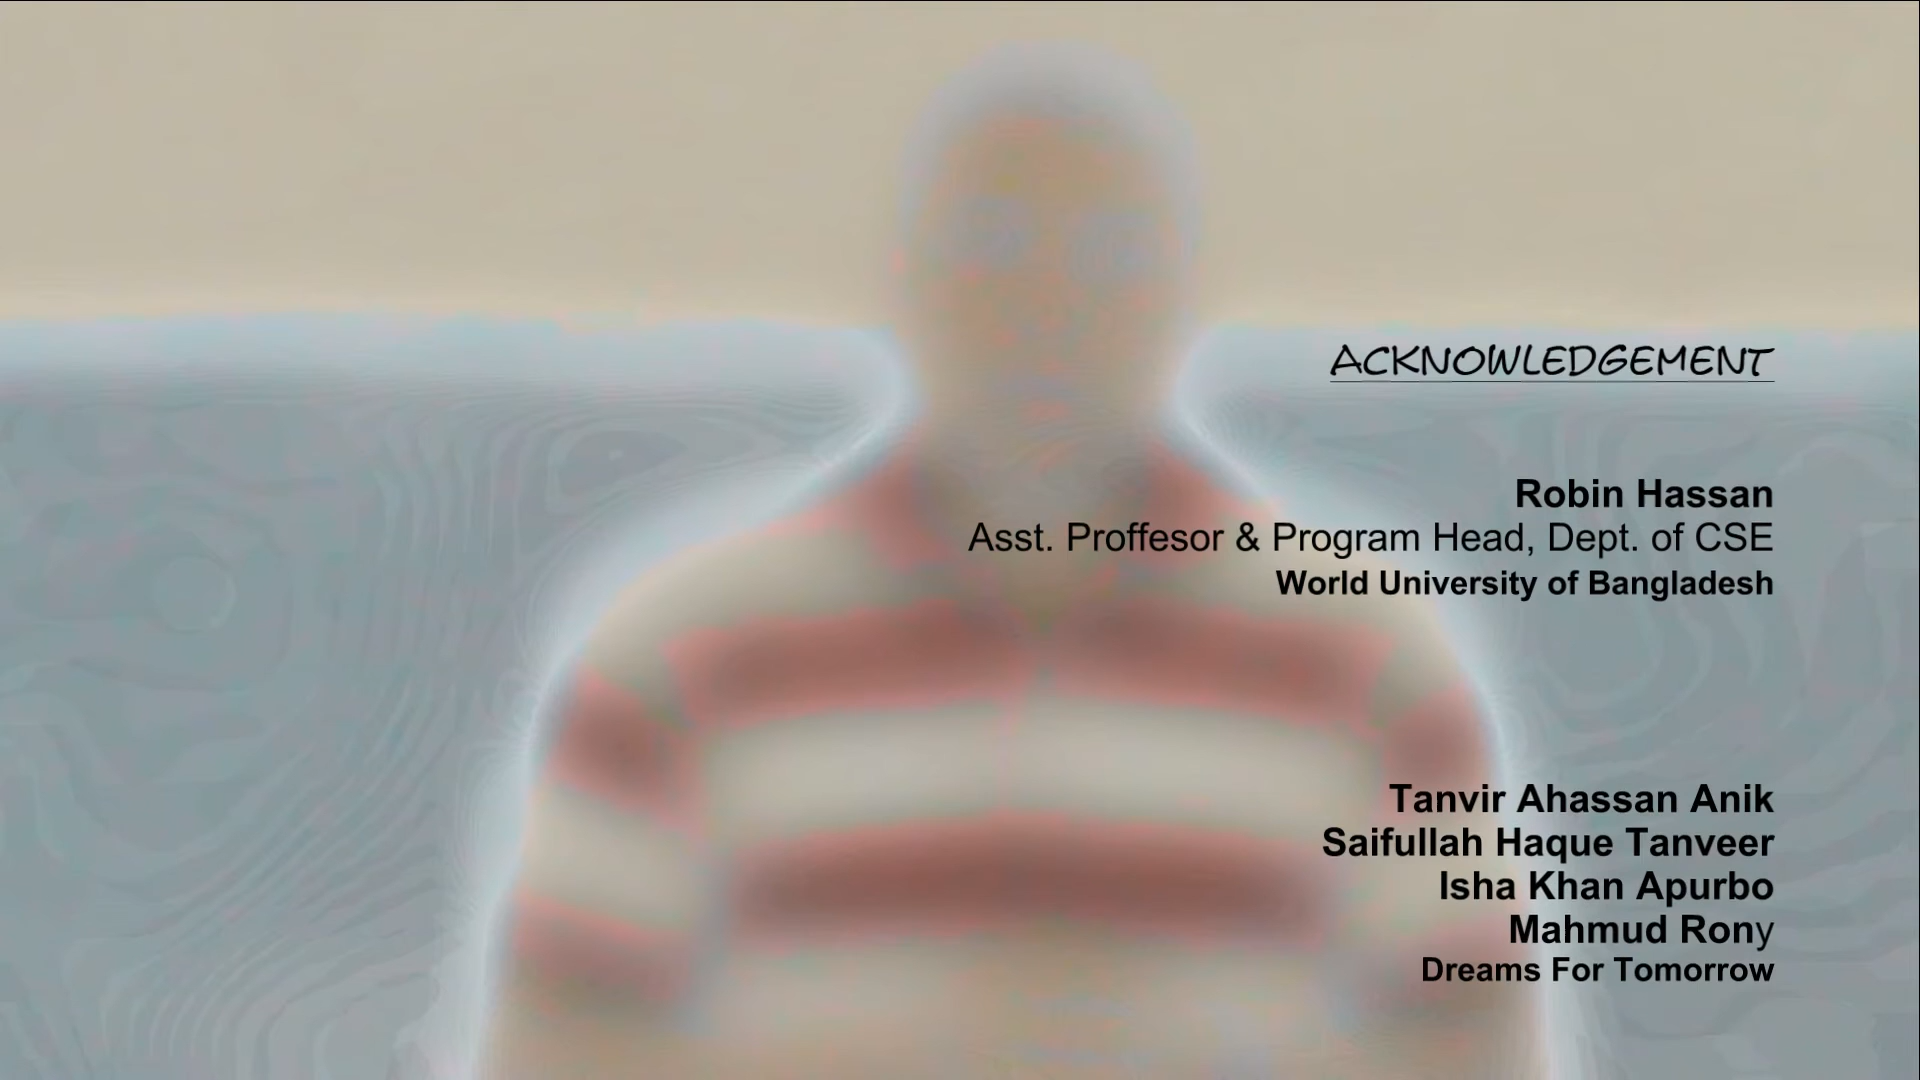 ACKNOWLEDGEMENT
Robin Hassan
Asst. Proffesor & Program Head, Dept. of CSE
World University of Bangladesh
Tanvir Ahassan Anik
Saifullah Haque Tanveer
Isha Khan Apurbo
Mahmud Rony
Dreams For Tomorrow